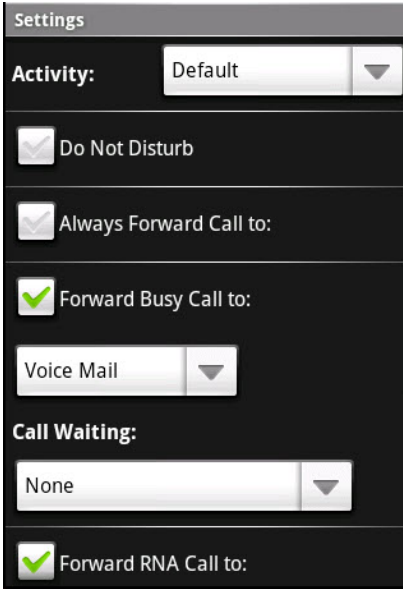 Settings
Activity: Default
Do Not Disturb
Always Forward Call to:
Forward Busy Call to:
Voice Mail
Call Waiting:
None
Forward RNA Call to: